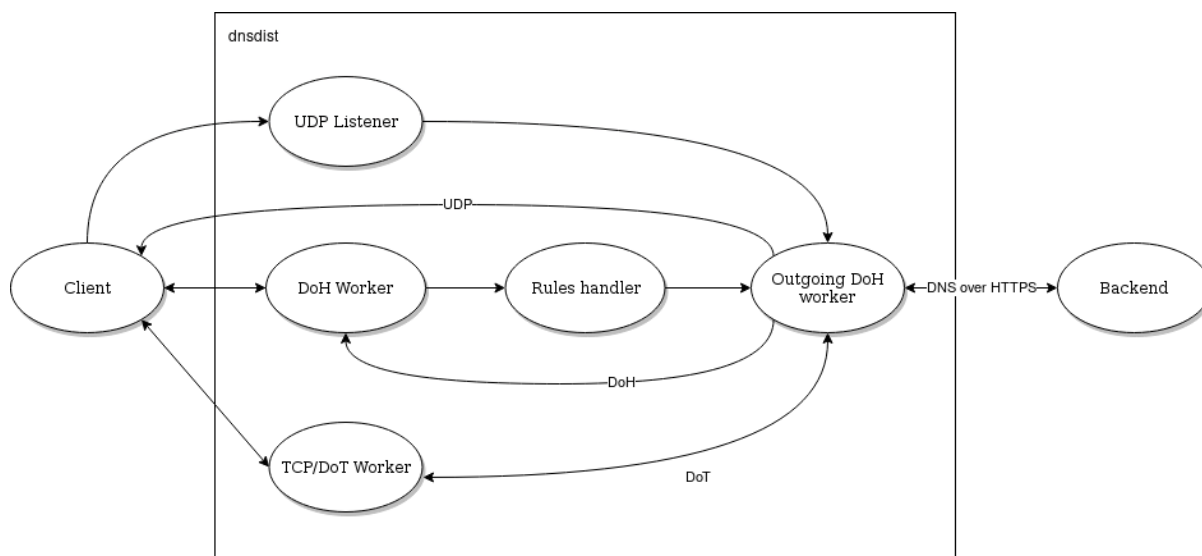 dnsdist
UDP Listener
UDP
Client
DoH Worker
Rules handler
Outgoing DoH
worker
DNS over HTTPS
Backend
DoH
TCP/DoT Worker
DoT